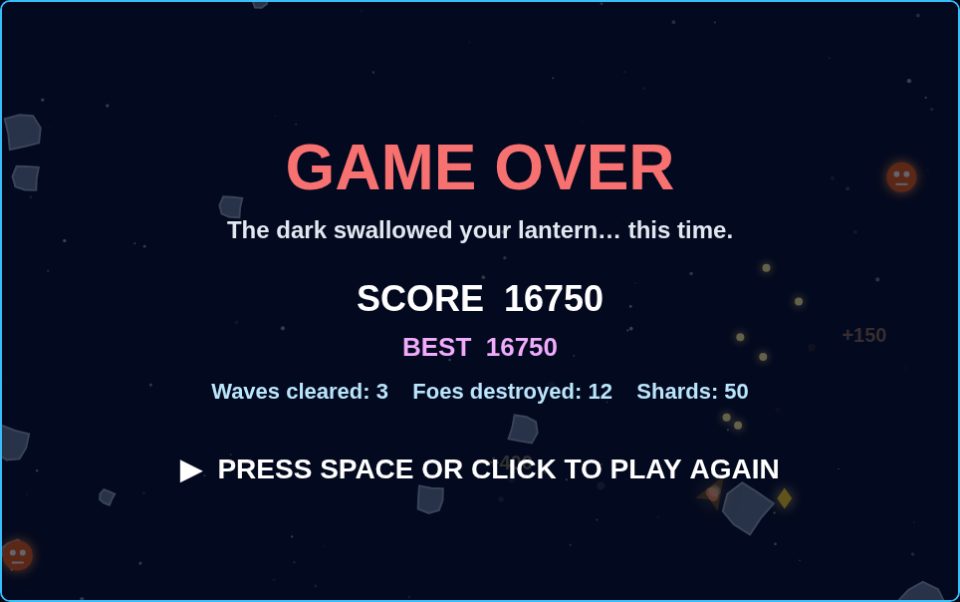 GAME OVER
The dark swallowed your lantern… this time.
SCORE 16750
BEST 16750
+150
Waves cleared: 3 Foes destroyed: 12 Shards: 50
▶ PRESS SPACE OR CLICK TO PLAY AGAIN